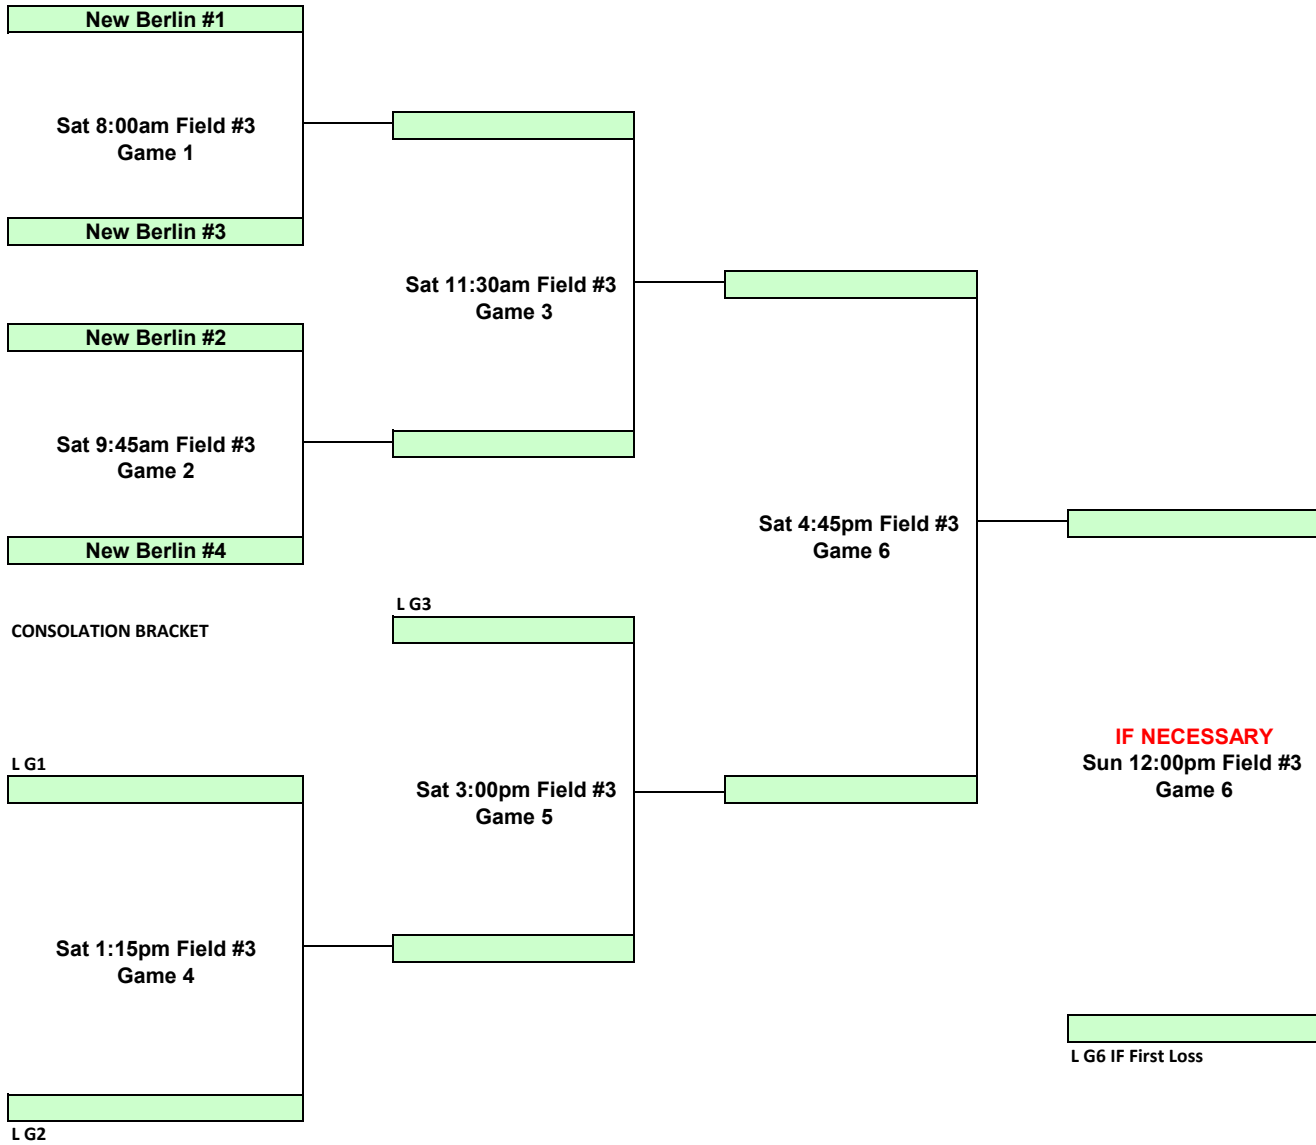 New Berlin #1
Sat 8:00am Field #3
Game 1
New Berlin #3
Sat 11:30am Field #3
Game 3
New Berlin #2
Sat 9:45am Field #3
Game 2
New Berlin #4
Sat 4:45pm Field #3
Game 6
L G3
CONSOLATION BRACKET
IF NECESSARY
Sun 12:00pm Field #3
Game 6
L G1
Sat 3:00pm Field #3
Game 5
Sat 1:15pm Field #3
Game 4
L G6 IF First Loss
L G2